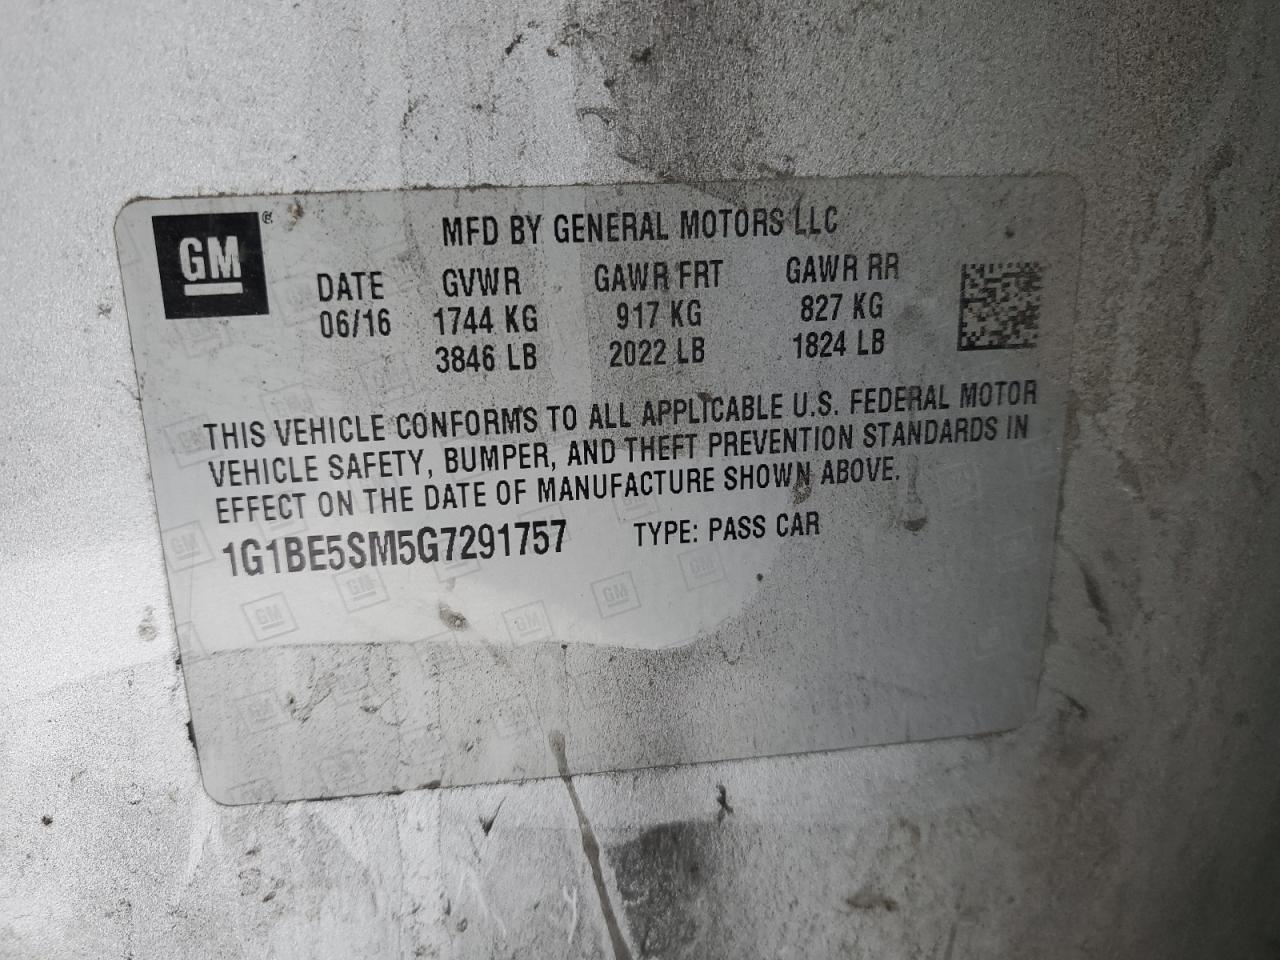 GM ®
MFD BY GENERAL MOTORS LLC
DATE GVWR GAWR FRT GAWR RR
06/16 1744 KG 917 KG 827 KG
3846 LB 2022 LB 1824 LB
THIS VEHICLE CONFORMS TO ALL APPLICABLE U.S. FEDERAL MOTOR
VEHICLE SAFETY, BUMPER, AND THEFT PREVENTION STANDARDS IN
EFFECT ON THE DATE OF MANUFACTURE SHOWN ABOVE.
1G1BE5SM5G7291757 TYPE: PASS CAR